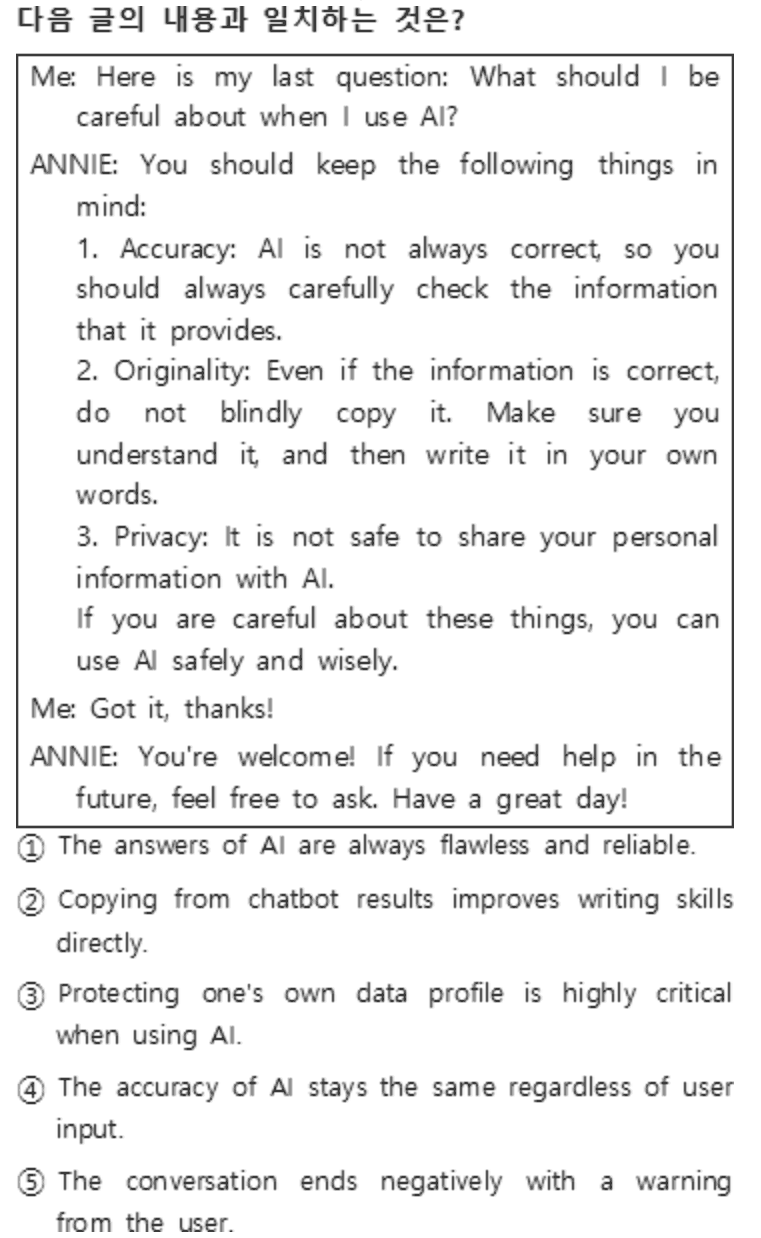 다음 글의 내용과 일치하는 것은?
Me: Here is my last question: What should I be
careful about when I use AI?
ANNIE: You should keep the following things in
mind:
1. Accuracy: AI is not always correct, so you
should always carefully check the information
that it provides.
2. Originality: Even if the information is correct,
do not blindly copy it. Make sure you
understand it, and then write it in your own
words.
3. Privacy: It is not safe to share your personal
information with AI.
If you are careful about these things, you can
use AI safely and wisely.
Me: Got it, thanks!
ANNIE: You're welcome! If you need help in the
future, feel free to ask. Have a great day!
① The answers of AI are always flawless and reliable.
② Copying from chatbot results improves writing skills
directly.
③ Protecting one's own data profile is highly critical
when using AI.
④ The accuracy of AI stays the same regardless of user
input.
⑤ The conversation ends negatively with a warning
from the user.